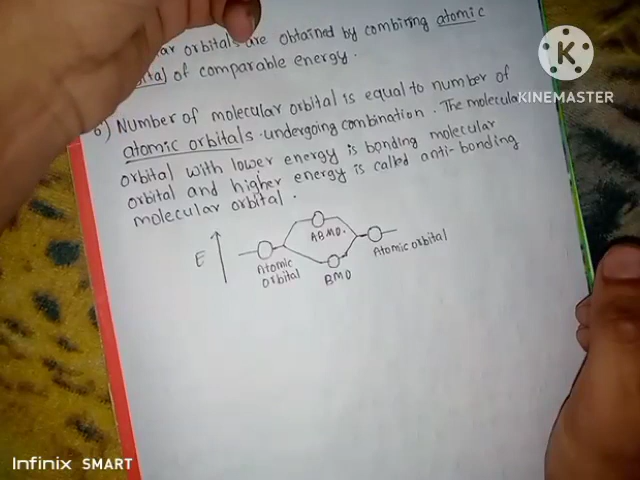 ar orbitals are obtained by combining atomic
of comparable energy.
6) Number of molecular orbital is equal to number of
atomic orbitals undergoing combination. The molecular
orbital with lower energy is bonding molecular
orbital and higher energy is called anti-bonding
molecular orbital.
E
Atomic
orbital
ABMO.
BMO
Atomic orbital
KINEMASTER
Infinix SMART